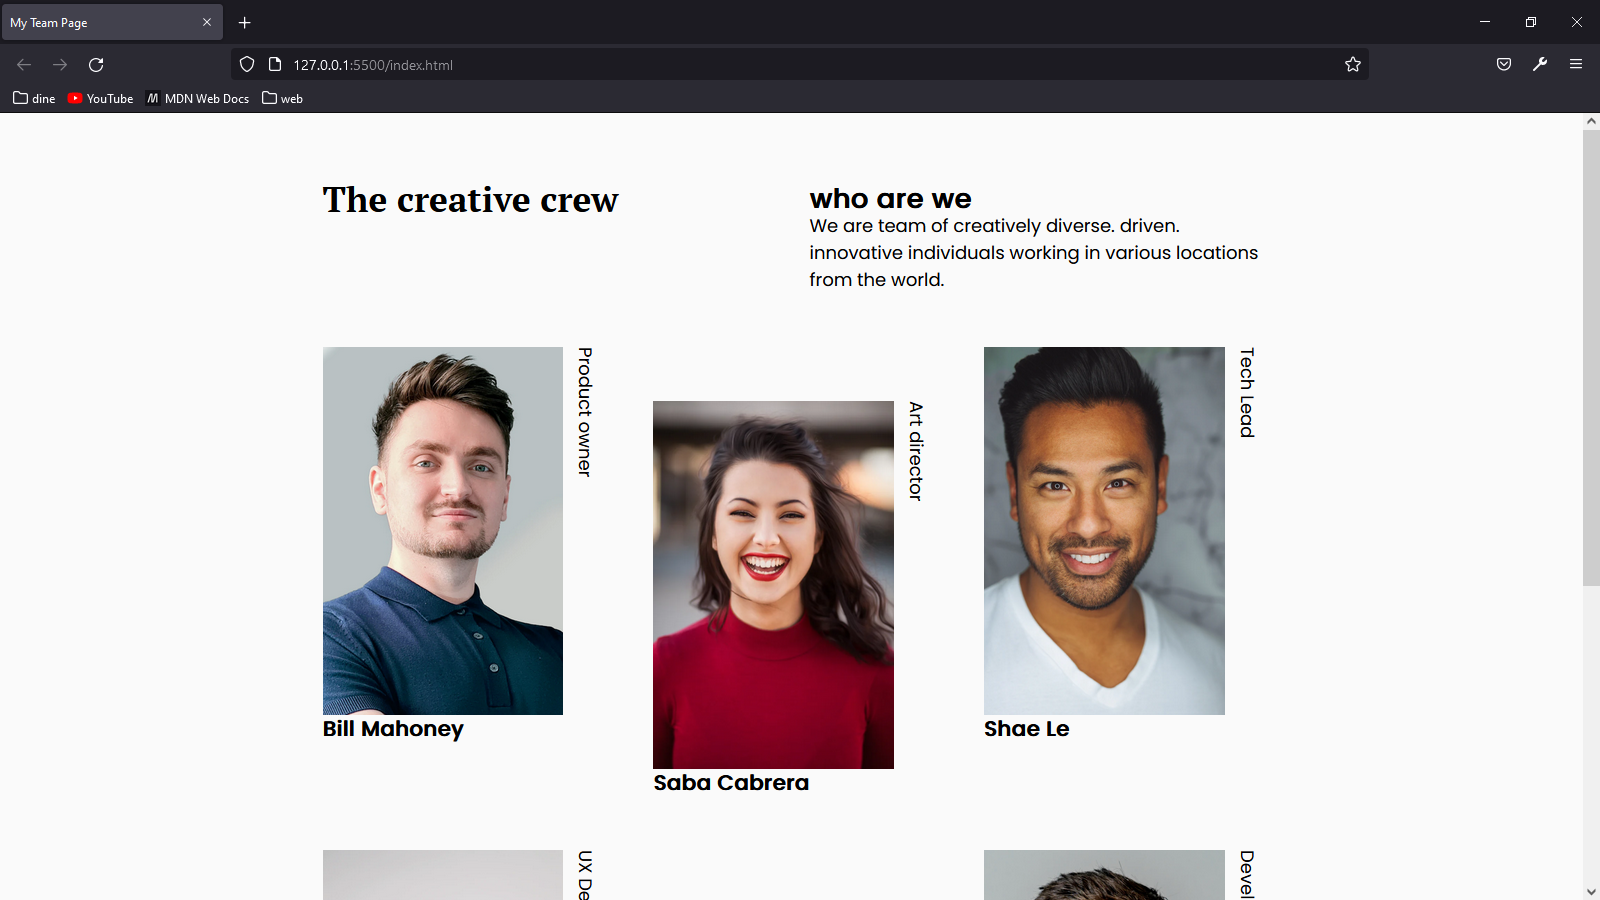 My Team Page
127.0.0.1:5500/index.html
dine
YouTube
MDN Web Docs
web
The creative crew
who are we
We are team of creatively diverse. driven.
innovative individuals working in various locations
from the world.
Product owner
Bill Mahoney
Art director
Saba Cabrera
Tech Lead
Shae Le
UX De
Devel